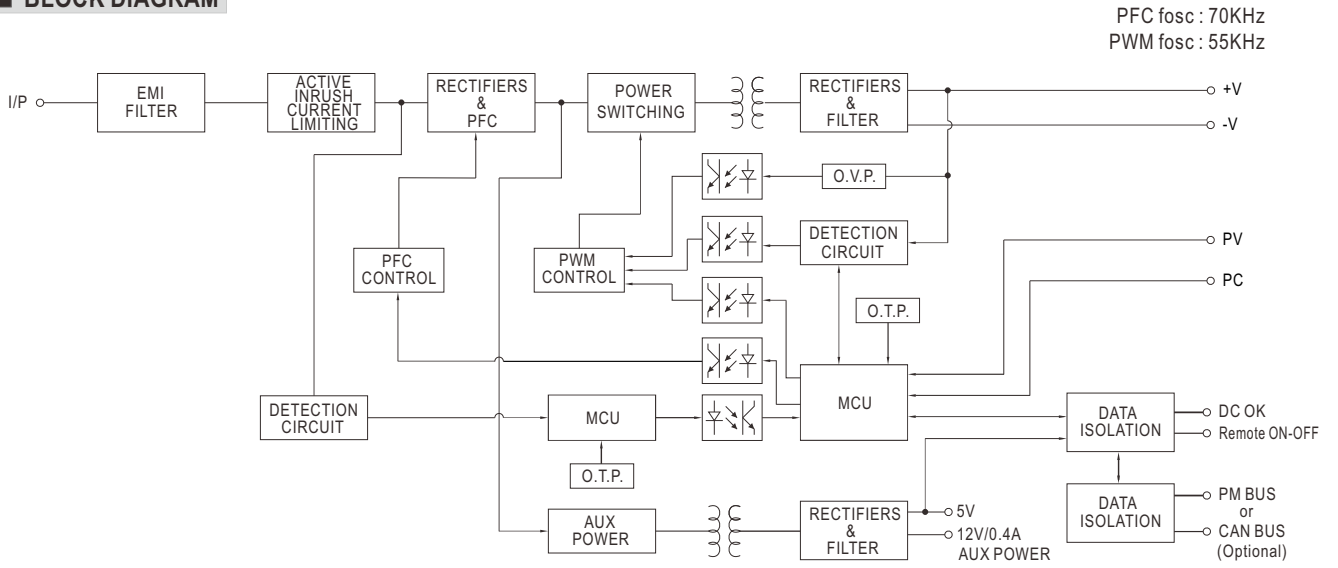 ■ BLOCK DIAGRAM
PFC fosc : 70KHz
PWM fosc : 55KHz
I/P
EMI
FILTER
ACTIVE
INRUSH
CURRENT
LIMITING
RECTIFIERS
&
PFC
POWER
SWITCHING
RECTIFIERS
&
FILTER
+V
-V
O.V.P.
DETECTION
CIRCUIT
PFC
CONTROL
PWM
CONTROL
PV
PC
O.T.P.
MCU
DETECTION
CIRCUIT
MCU
O.T.P.
DATA
ISOLATION
DC OK
Remote ON-OFF
DATA
ISOLATION
PM BUS
or
CAN BUS
(Optional)
AUX
POWER
RECTIFIERS
&
FILTER
5V
12V/0.4A
AUX POWER